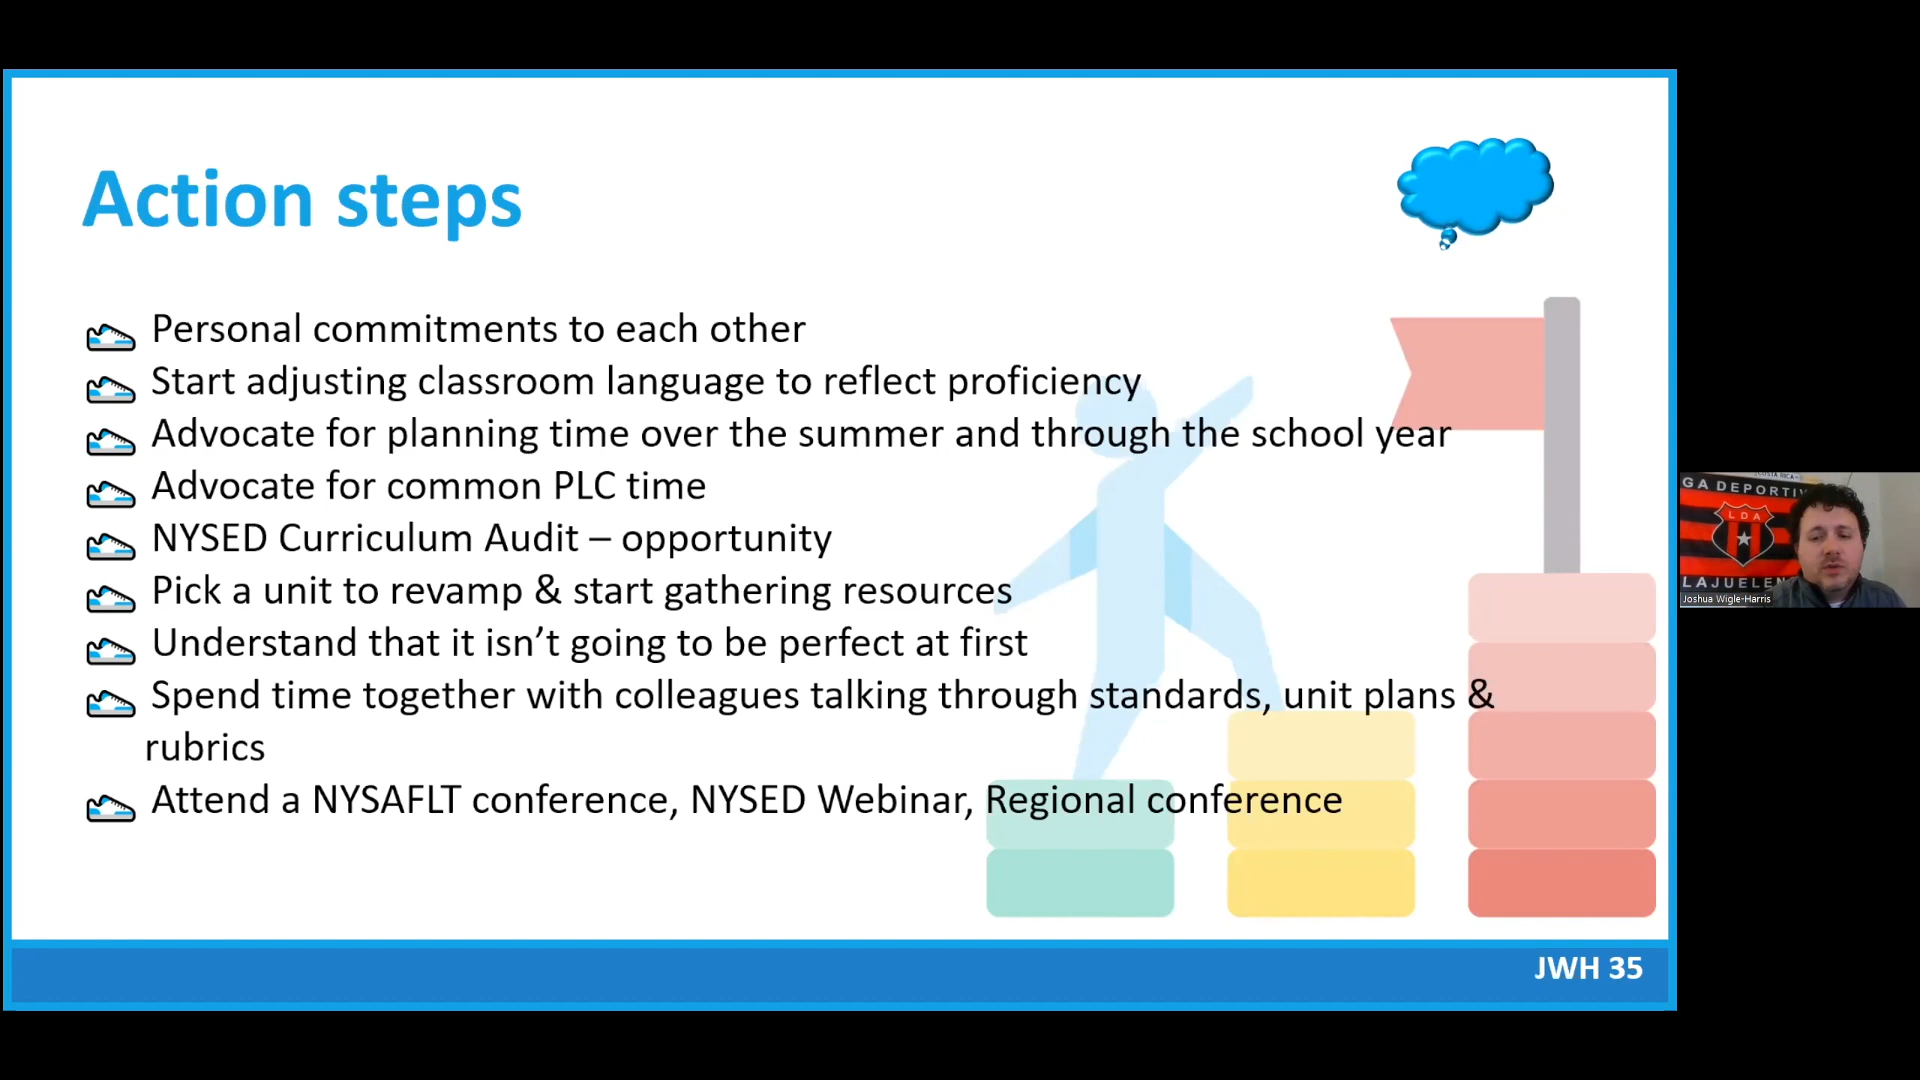 Action steps
Personal commitments to each other
Start adjusting classroom language to reflect proficiency
Advocate for planning time over the summer and through the school year
Advocate for common PLC time
NYSED Curriculum Audit – opportunity
Pick a unit to revamp & start gathering resources
Understand that it isn’t going to be perfect at first
Spend time together with colleagues talking through standards, unit plans &
rubrics
Attend a NYSAFLT conference, NYSED Webinar, Regional conference
JWH 35
COSTA RICA
GA DEPORTIV
LDA
LAJUELEN
Joshua Wigle-Harris